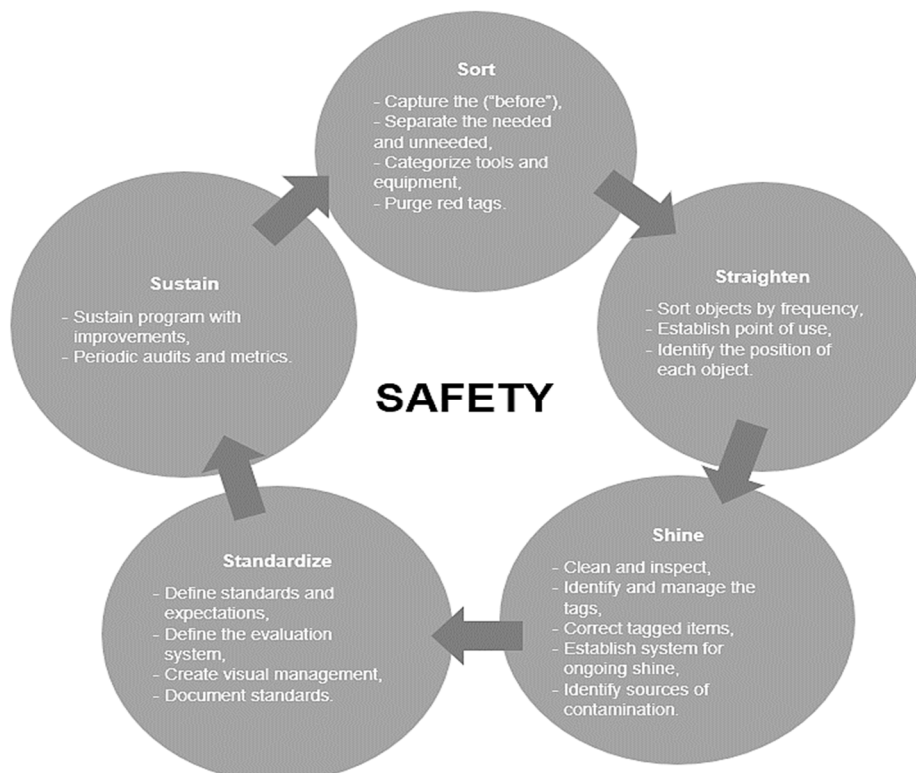 Sort
- Capture the ("before"),
- Separate the needed
and unneeded,
- Categorize tools and
equipment,
- Purge red tags.
Straighten
- Sort objects by frequency,
- Establish point of use,
- Identify the position of
each object.
Shine
- Clean and inspect,
- Identify and manage the
tags,
- Correct tagged items,
- Establish system for
ongoing shine,
- Identify sources of
contamination.
Standardize
- Define standards and
expectations,
- Define the evaluation
system,
- Create visual management,
- Document standards.
Sustain
- Sustain program with
improvements,
- Periodic audits and metrics.
SAFETY